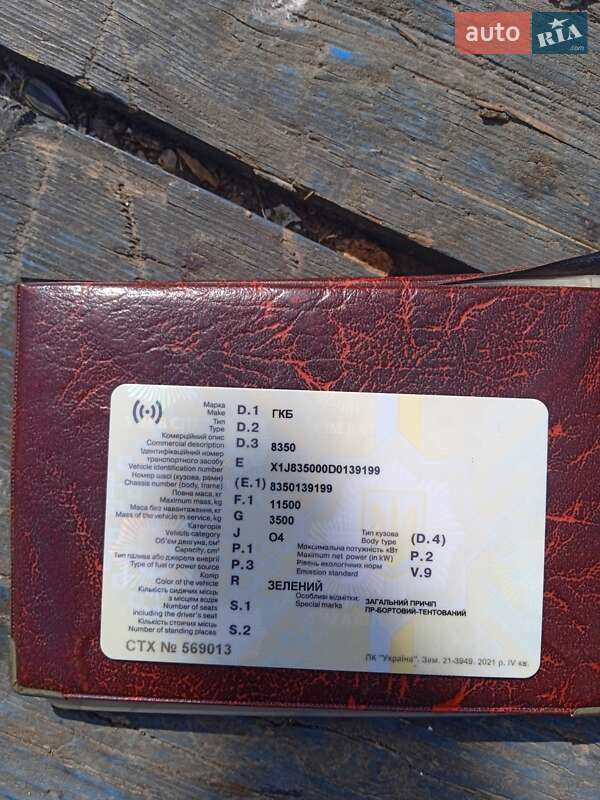 auto RIA .com
Марка
Make D.1 ГКБ
Тип
Type D.2
Комерційний опис
Commercial description D.3 8350
Ідентифікаційний номер
транспортного засобу
Vehicle identification number E X1J835000D0139199
Номер шасі (кузова, рами)
Chassis number (body, frame) (E.1) 8350139199
Повна маса, кг
Maximum mass, kg F.1 11500
Маса без навантаження, кг
Mass of the vehicle in service, kg G 3500
Категорія
Vehicle category J O4
Тип кузова
Body type (D.4)
Об'єм двигуна, см³
Capacity, cm³ P.1
Максимальна потужність кВт
Maximum net power (in kW) P.2
Тип палива або джерела енергії
Type of fuel or power source P.3
Рівень екологічних норм
Emission standard V.9
Колір
Color of the vehicle R ЗЕЛЕНИЙ
Кількість сидячих місць
з місцем водія
Number of seats
including the driver's seat S.1
Особливі відмітки:
Special marks
ЗАГАЛЬНИЙ ПРИЧІП
ПР-БОРТОВИЙ-ТЕНТОВАНИЙ
Кількість стоячих місць
Number of standing places S.2
СТХ № 569013
ПК "Україна". Зам. 21-3949. 2021 р. IV кв.